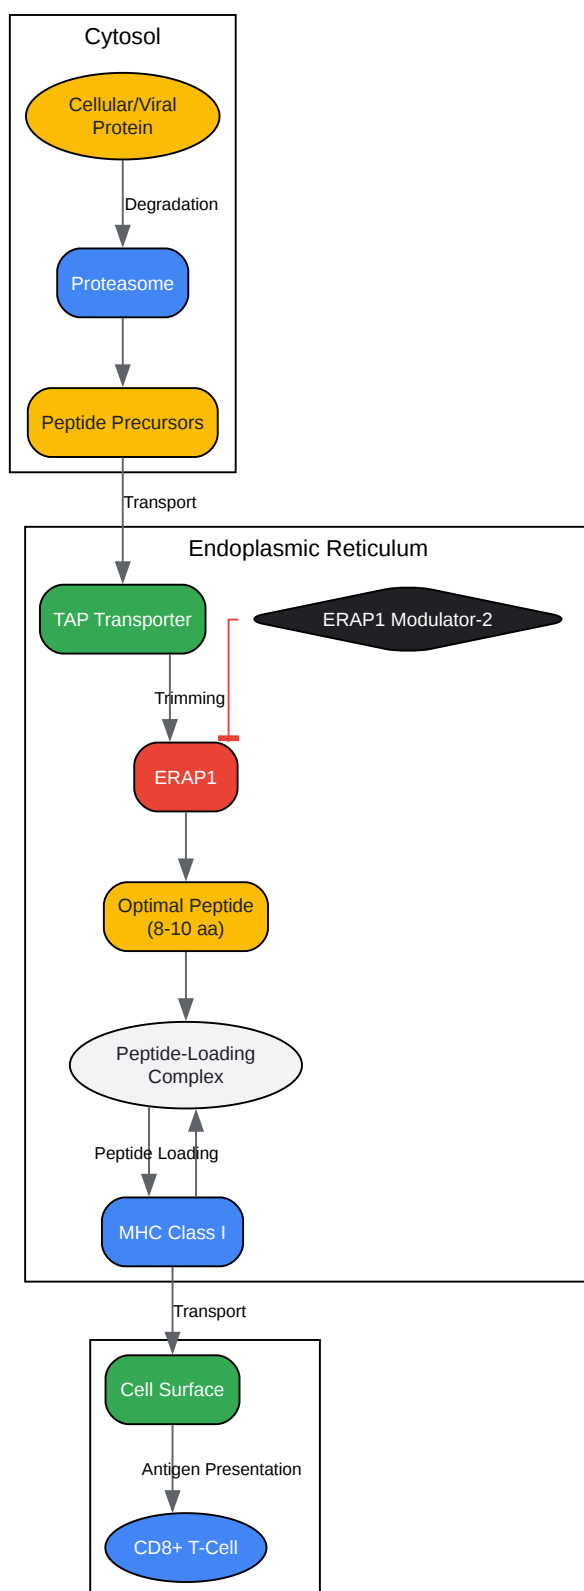 Cytosol
Cellular/Viral
Protein
Degradation
Proteasome
Peptide Precursors
Transport
Endoplasmic Reticulum
TAP Transporter
ERAP1 Modulator-2
Trimming
ERAP1
Optimal Peptide
(8-10 aa)
Peptide-Loading
Complex
Peptide Loading
MHC Class I
Transport
Cell Surface
Antigen Presentation
CD8+ T-Cell